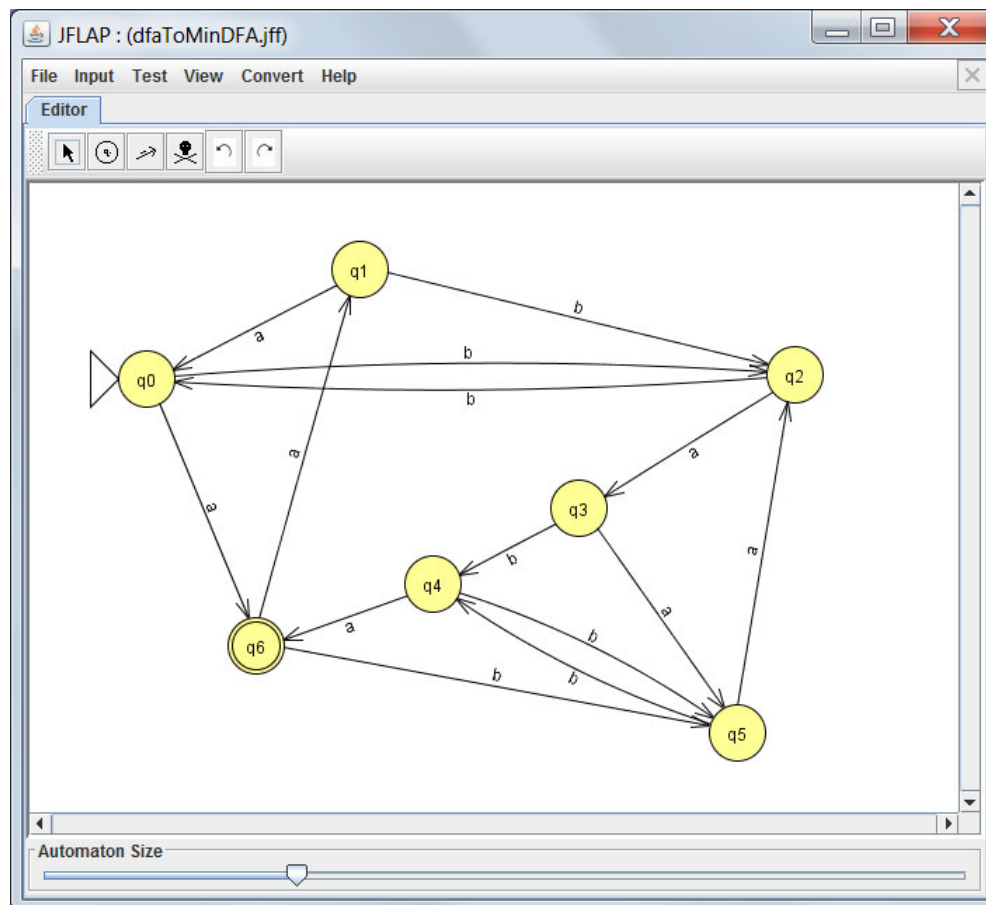 JFLAP : (dfaToMinDFA.jff)
File Input Test View Convert Help
Editor
q
q1
b
a
b
q0
q2
b
a
a
a
q3
b
q4
a
a
a
b
q6
b
b
q5
Automaton Size